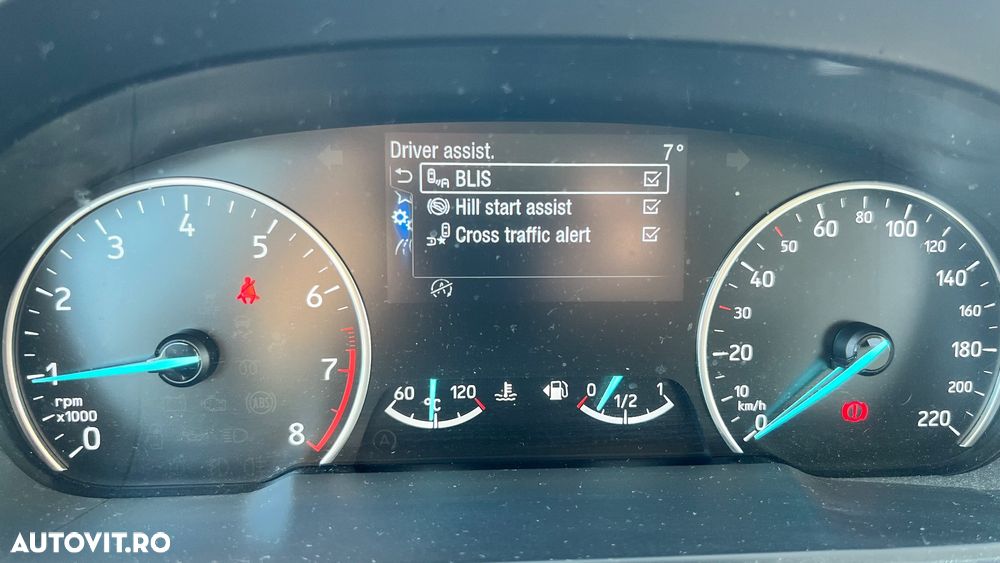 Driver assist. 7°
BLIS
Hill start assist
Cross traffic alert
0 1 2 3 4 5 6 7 8
rpm
x1000
ABS
60 °C 120
0 1/2 1
0 10 20 30 40 50 60 80 100 120 140 160 180 200 220
km/h
A
AUTOVIT.RO